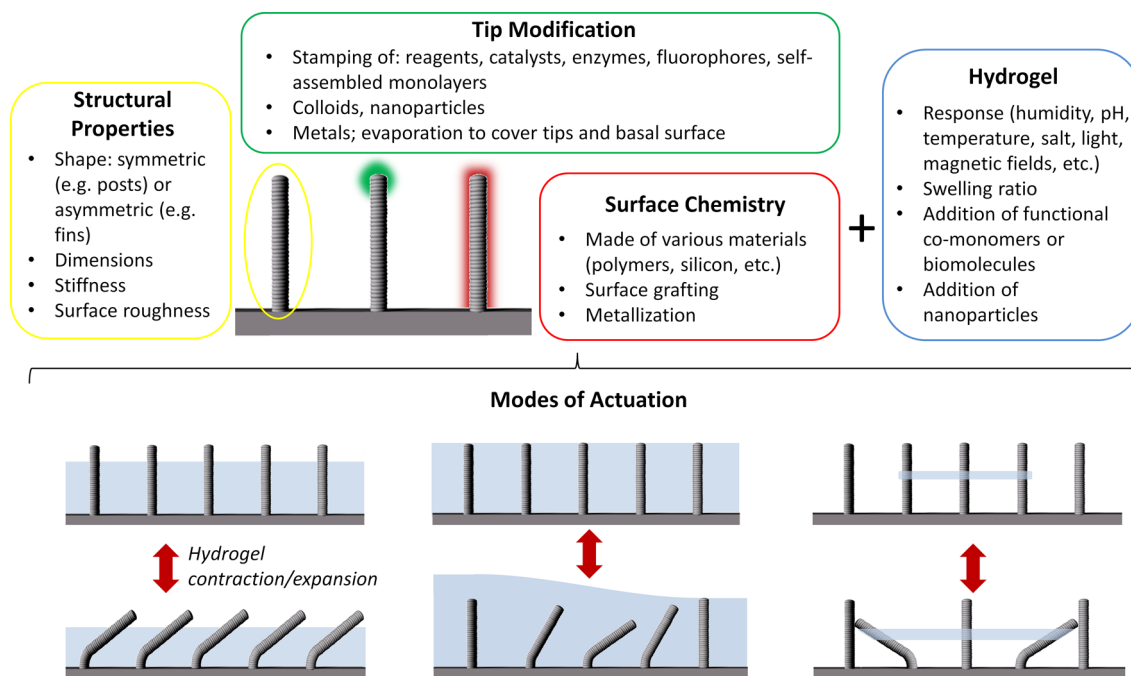 Tip Modification
• Stamping of: reagents, catalysts, enzymes, fluorophores, self-
assembled monolayers
• Colloids, nanoparticles
• Metals; evaporation to cover tips and basal surface
Structural
Properties
• Shape: symmetric
(e.g. posts) or
asymmetric (e.g.
fins)
• Dimensions
• Stiffness
• Surface roughness
Surface Chemistry
• Made of various materials
(polymers, silicon, etc.)
• Surface grafting
• Metallization
+
Hydrogel
• Response (humidity, pH,
temperature, salt, light,
magnetic fields, etc.)
• Swelling ratio
• Addition of functional
co-monomers or
biomolecules
• Addition of
nanoparticles
Modes of Actuation
Hydrogel
contraction/expansion